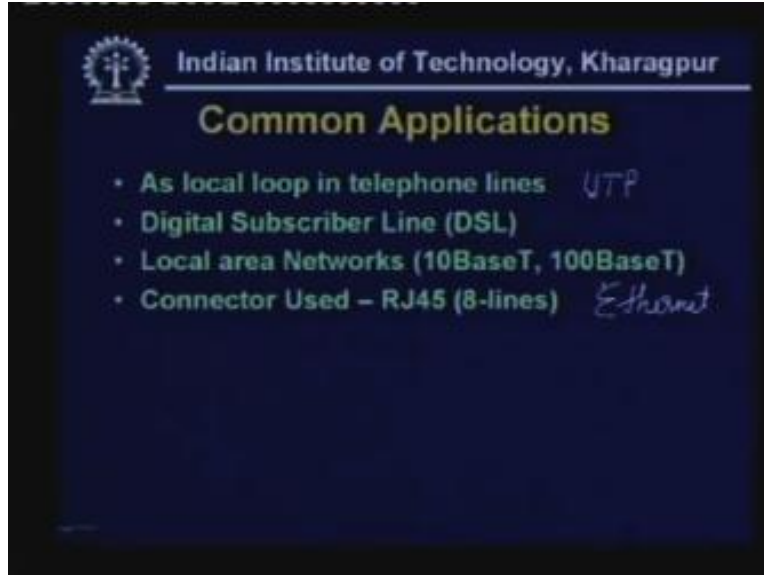 Indian Institute of Technology, Kharagpur
Common Applications
• As local loop in telephone lines UTP
• Digital Subscriber Line (DSL)
• Local area Networks (10BaseT, 100BaseT)
• Connector Used – RJ45 (8-lines) Ethernet